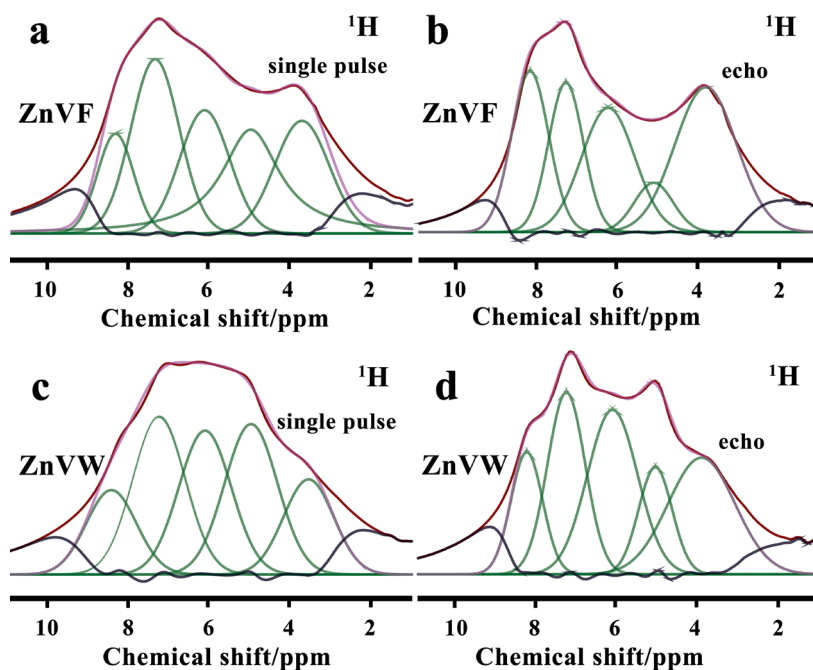 a
¹H
single pulse
ZnVF
10 8 6 4 2
Chemical shift/ppm
b
¹H
echo
ZnVF
10 8 6 4 2
Chemical shift/ppm
c
¹H
single pulse
ZnVW
10 8 6 4 2
Chemical shift/ppm
d
¹H
echo
ZnVW
10 8 6 4 2
Chemical shift/ppm